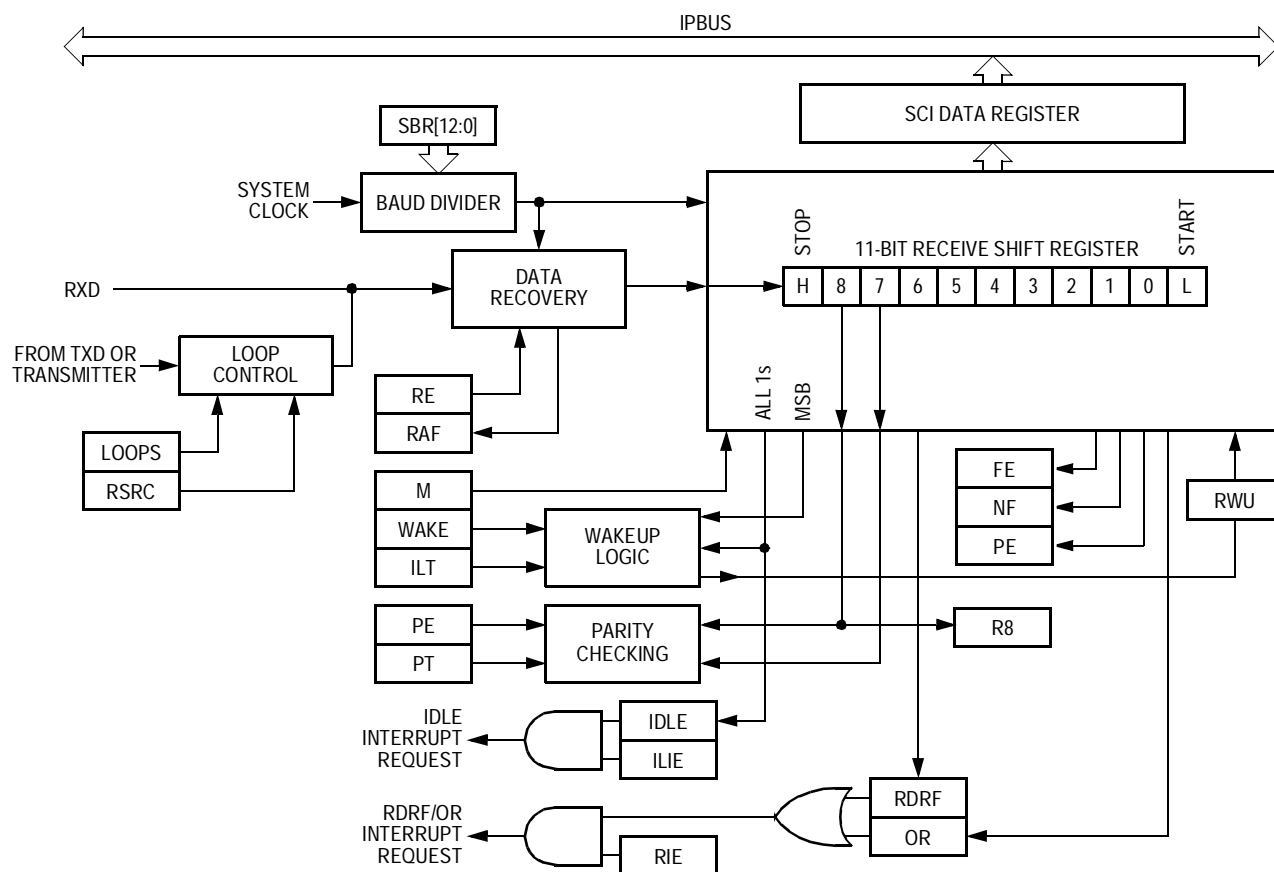 IPBUS
SCI DATA REGISTER
SBR[12:0]
SYSTEM
CLOCK
BAUD DIVIDER
STOP
11-BIT RECEIVE SHIFT REGISTER
START
H 8 7 6 5 4 3 2 1 0 L
RXD
DATA
RECOVERY
FROM TXD OR
TRANSMITTER
LOOP
CONTROL
ALL 1s
MSB
RE
RAF
LOOPS
RSRC
M
WAKE
ILT
WAKEUP
LOGIC
FE
NF
PE
RWU
PE
PT
PARITY
CHECKING
R8
IDLE
INTERRUPT
REQUEST
IDLE
ILIE
RDRF/OR
INTERRUPT
REQUEST
RIE
RDRF
OR